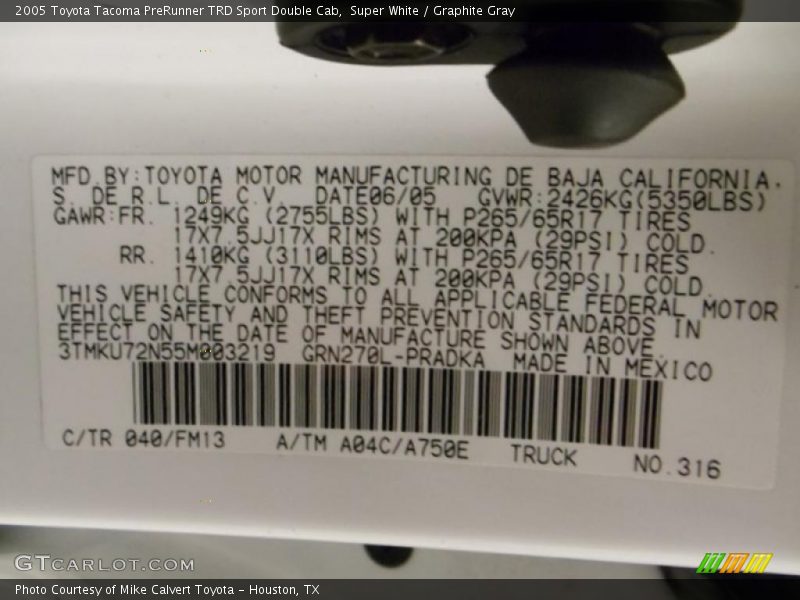 2005 Toyota Tacoma PreRunner TRD Sport Double Cab,  Super White / Graphite Gray
MFD.BY:TOYOTA MOTOR MANUFACTURING DE BAJA CALIFORNIA.
S. DE R.L. DE C.V. DATE06/05 GVWR:2426KG(5350LBS)
GAWR:FR. 1249KG (2755LBS) WITH P265/65R17 TIRES
17X7.5JJ17X RIMS AT 200KPA (29PSI) COLD.
RR. 1410KG (3110LBS) WITH P265/65R17 TIRES
17X7.5JJ17X RIMS AT 200KPA (29PSI) COLD.
THIS VEHICLE CONFORMS TO ALL APPLICABLE FEDERAL MOTOR
VEHICLE SAFETY AND THEFT PREVENTION STANDARDS IN
EFFECT ON THE DATE OF MANUFACTURE SHOWN ABOVE.
3TMKU72N55M003219 GRN270L-PRADKA MADE IN MEXICO
C/TR 040/FM13 A/TM A04C/A750E TRUCK NO.316
GTCARLOT.COM
Photo Courtesy of Mike Calvert Toyota - Houston, TX